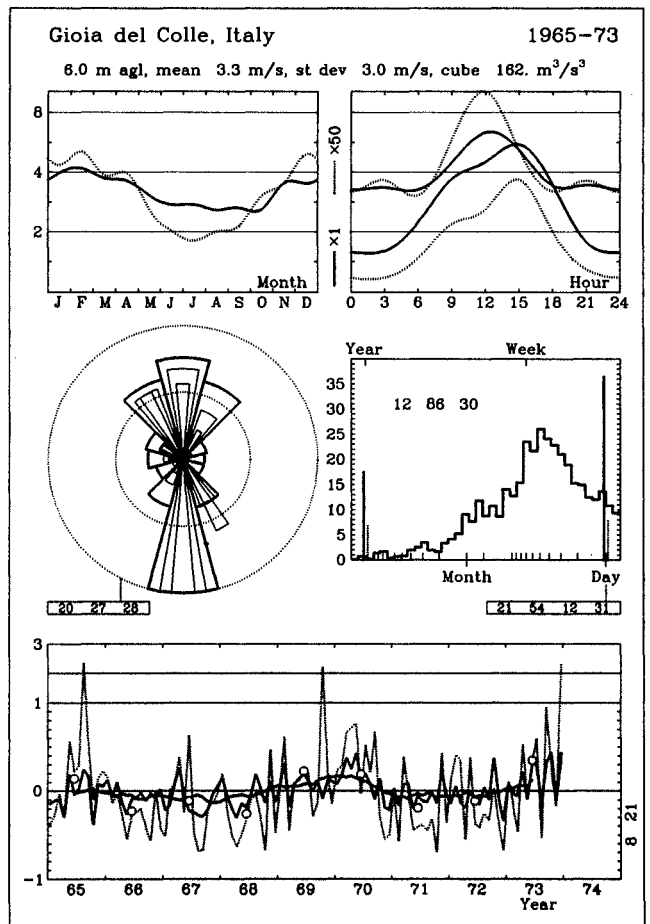 Gioia del Colle, Italy 1965-73
6.0 m agl, mean 3.3 m/s, st dev 3.0 m/s, cube 162. m³/s³
8
4
2
Month
J F M A M J J A S O N D
×1 ×50
Hour
0 3 6 9 12 15 18 21 24
Year Week
35
30
25
20
15
10
5
0
12 86 30
Month Day
20 27 28
21 54 12 31
3
1
0
-1
65 66 67 68 69 70 71 72 73 74
Year
8 21